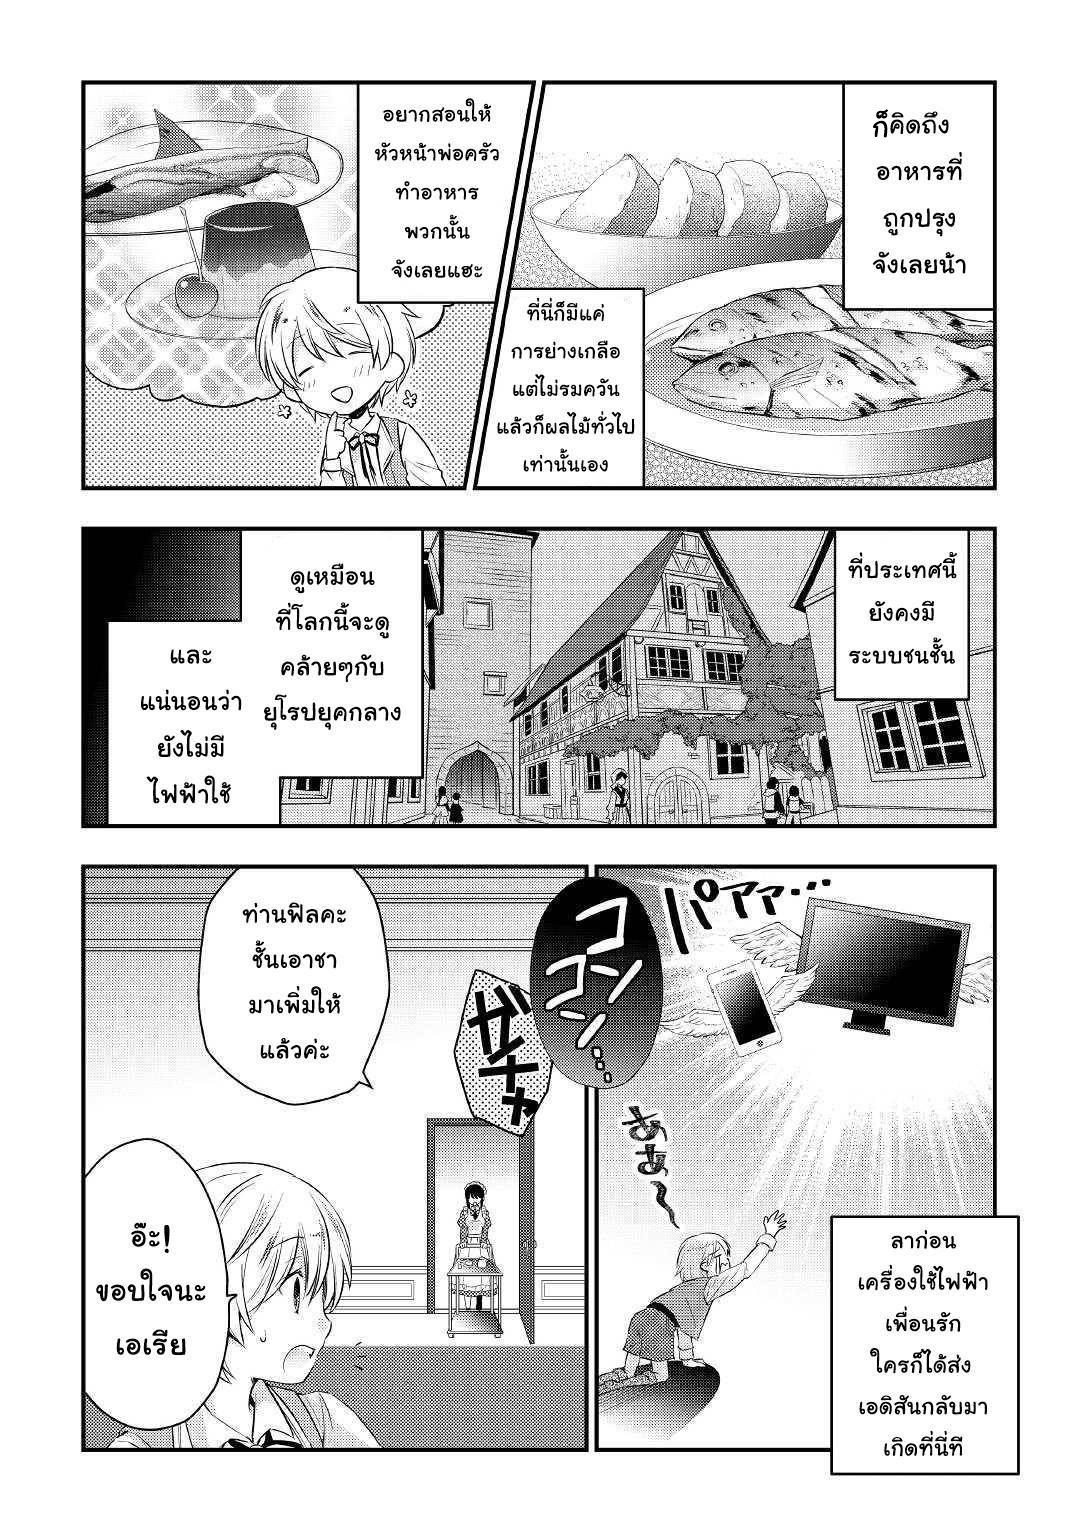 ก็คิดถึง
อาหารที่
ถูกปรุง
จังเลยน้า
ที่นี่ก็มีแค่
การย่างเกลือ
แต่ไม่รมควัน
แล้วก็ผลไม้ทั่วไป
เท่านั้นเอง
อยากสอนให้
หัวหน้าพ่อครัว
ทำอาหาร
พวกนั้น
จังเลยแฮะ
ที่ประเทศนี้
ยังคงมี
ระบบชนชั้น
ดูเหมือน
ที่โลกนี้จะดู
คล้ายๆกับ
ยุโรปยุคกลาง
และ
แน่นอนว่า
ยังไม่มี
ไฟฟ้าใช้
パアア…
ああ〜
ลาก่อน
เครื่องใช้ไฟฟ้า
เพื่อนรัก
ใครก็ได้ส่ง
เอดิสันกลับมา
เกิดที่นี่ที
コンコン…
ガチャ
ท่านฟิลคะ
ชั้นเอาชา
มาเพิ่มให้
แล้วค่ะ
อ๊ะ!
ขอบใจนะ
เอเรีย